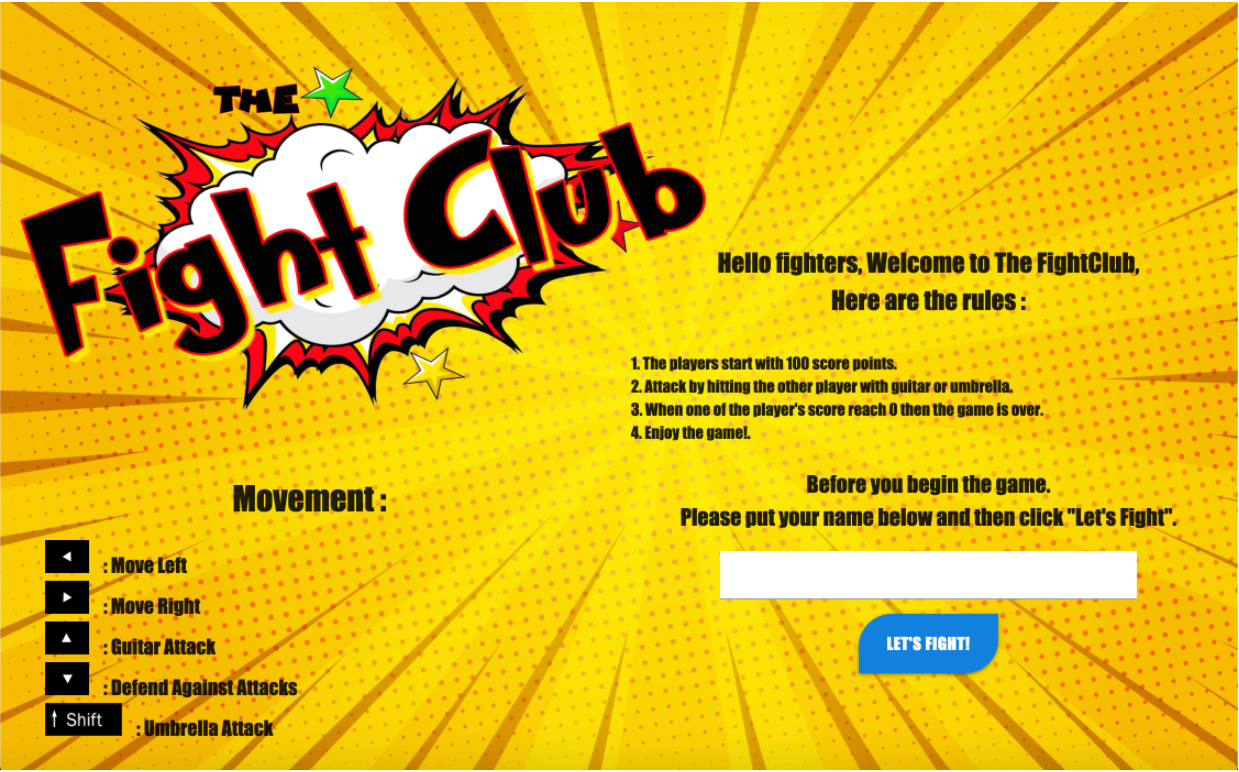 THE
Fight Club
Hello fighters, Welcome to The FightClub,
Here are the rules :
1. The players start with 100 score points.
2. Attack by hitting the other player with guitar or umbrella.
3. When one of the player's score reach 0 then the game is over.
4. Enjoy the game!.
Movement :
◄ : Move Left
► : Move Right
▲ : Guitar Attack
▼ : Defend Against Attacks
↑ Shift : Umbrella Attack
Before you begin the game.
Please put your name below and then click "Let's Fight".
LET'S FIGHT!